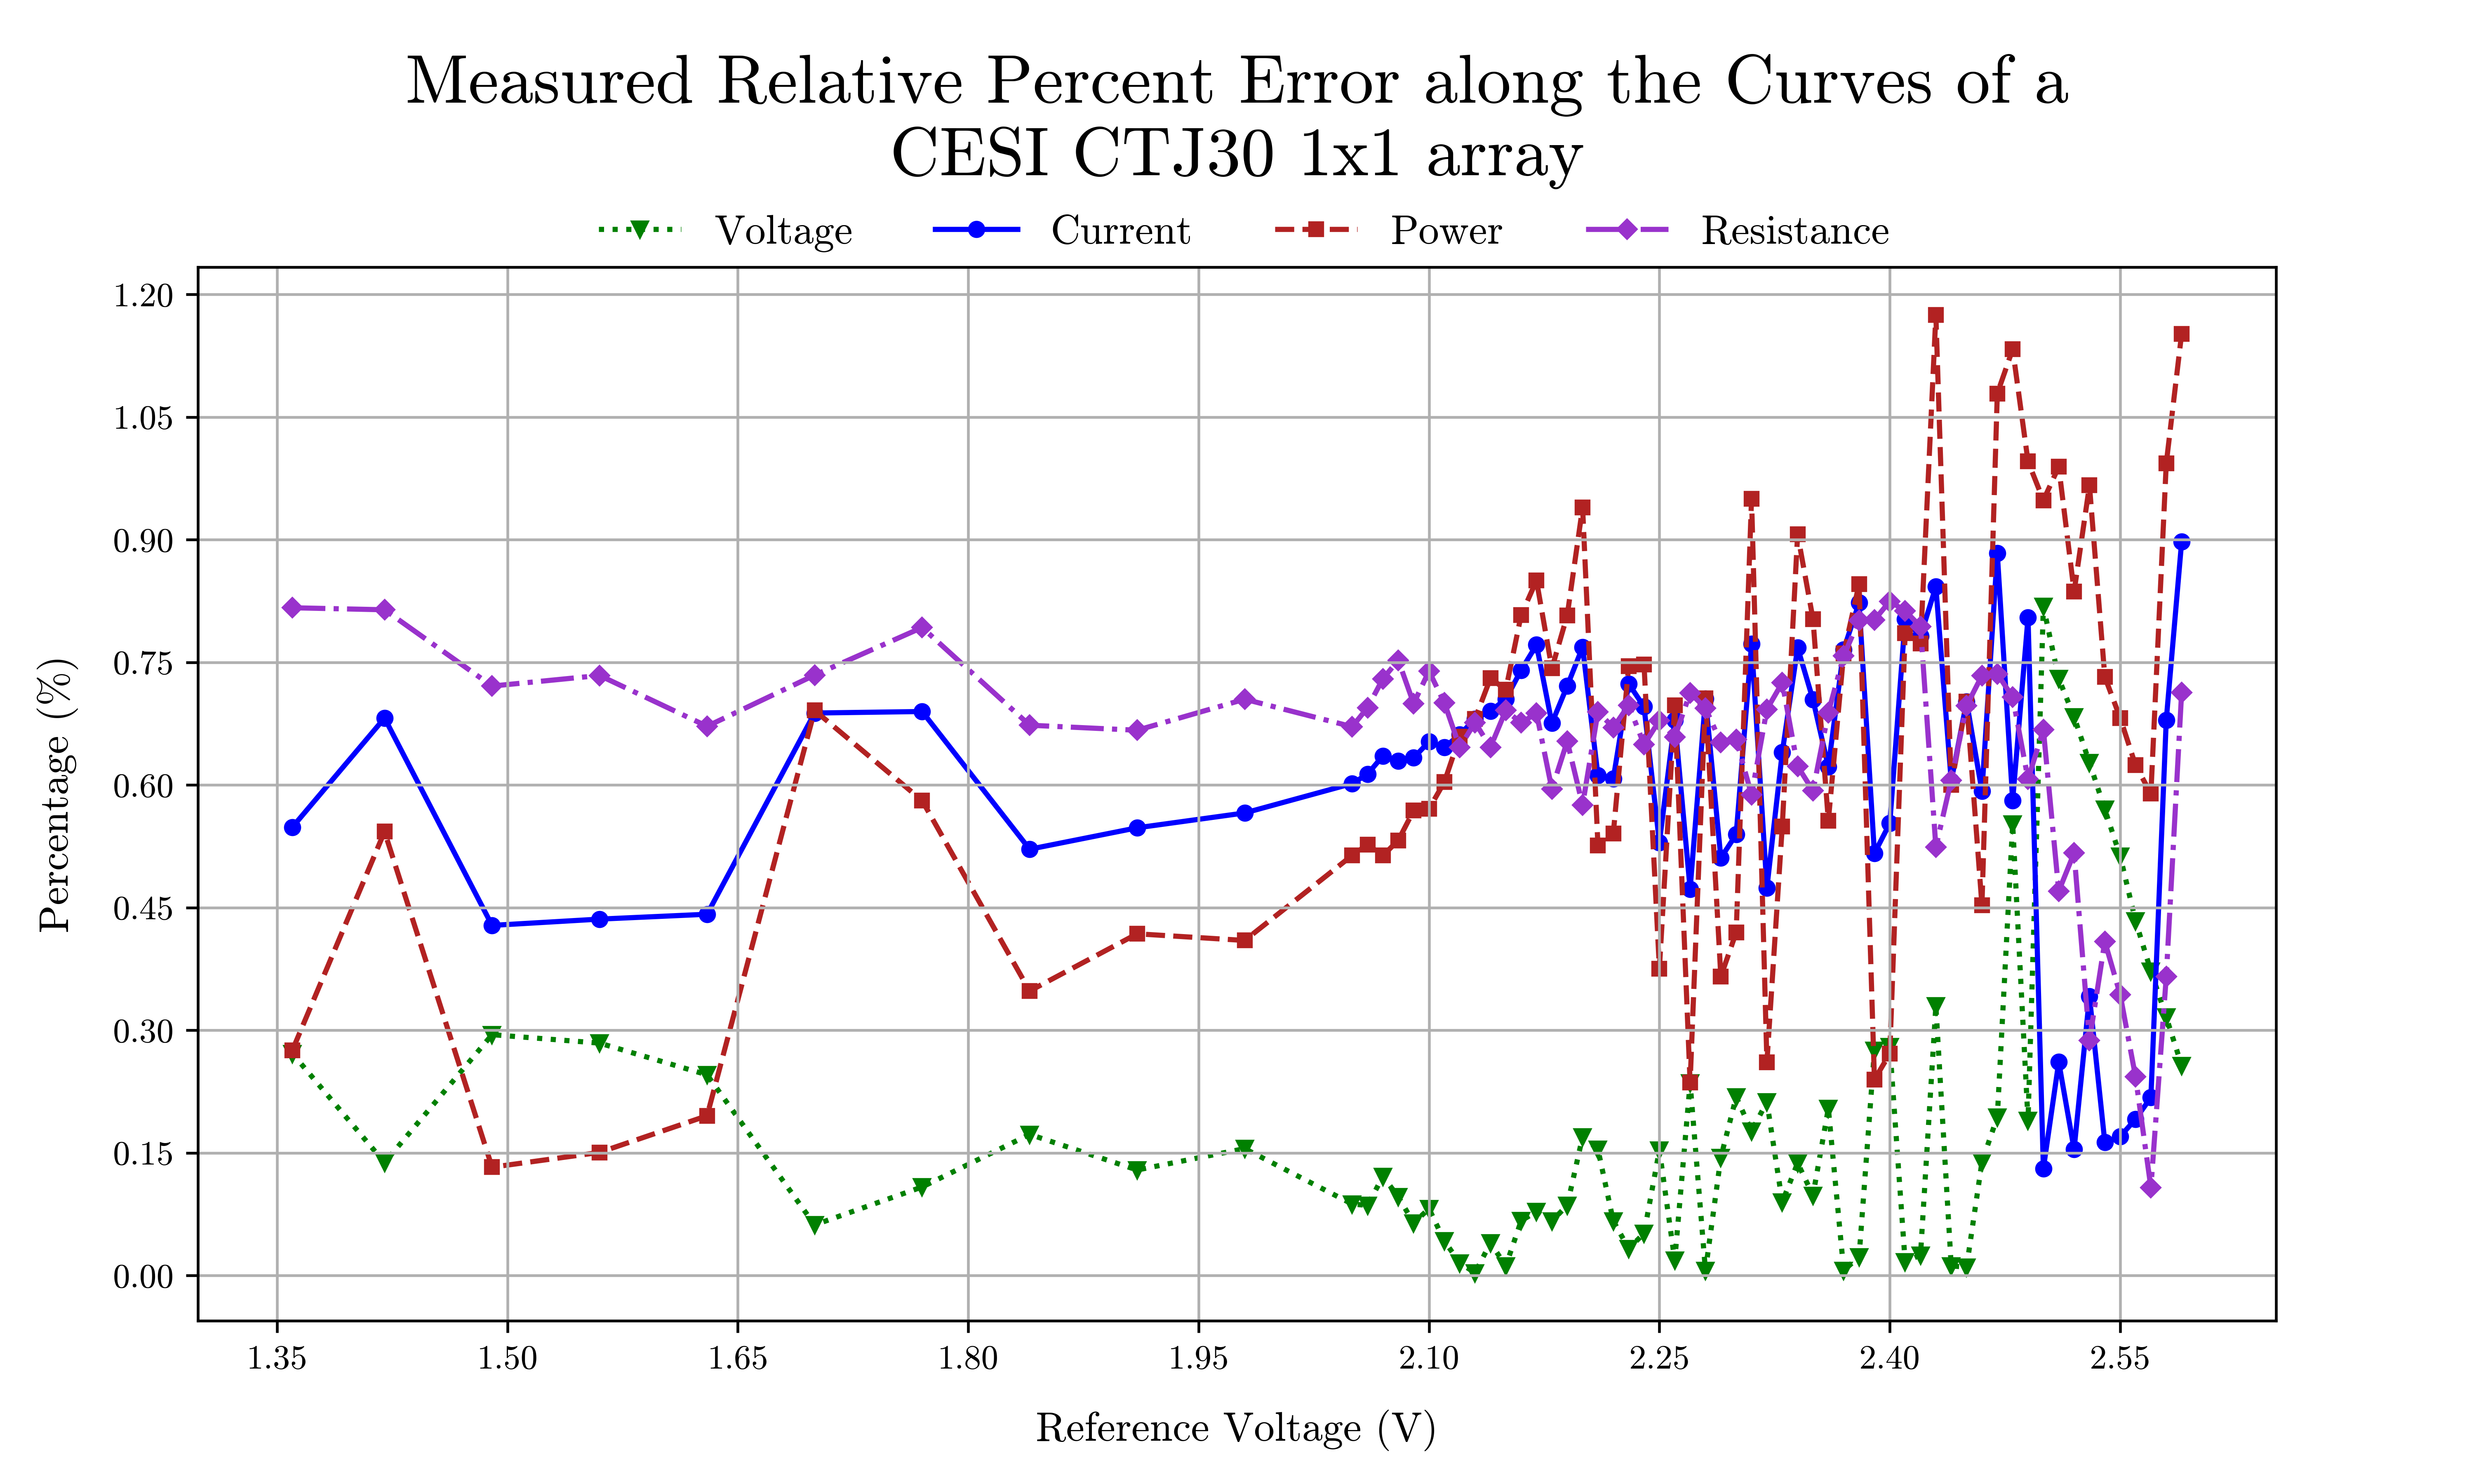 Measured Relative Percent Error along the Curves of a
CESI CTJ30 1x1 array
Voltage Current Power Resistance
1.20
1.05
0.90
0.75
0.60
0.45
0.30
0.15
0.00
Percentage (%)
1.35 1.50 1.65 1.80 1.95 2.10 2.25 2.40 2.55
Reference Voltage (V)